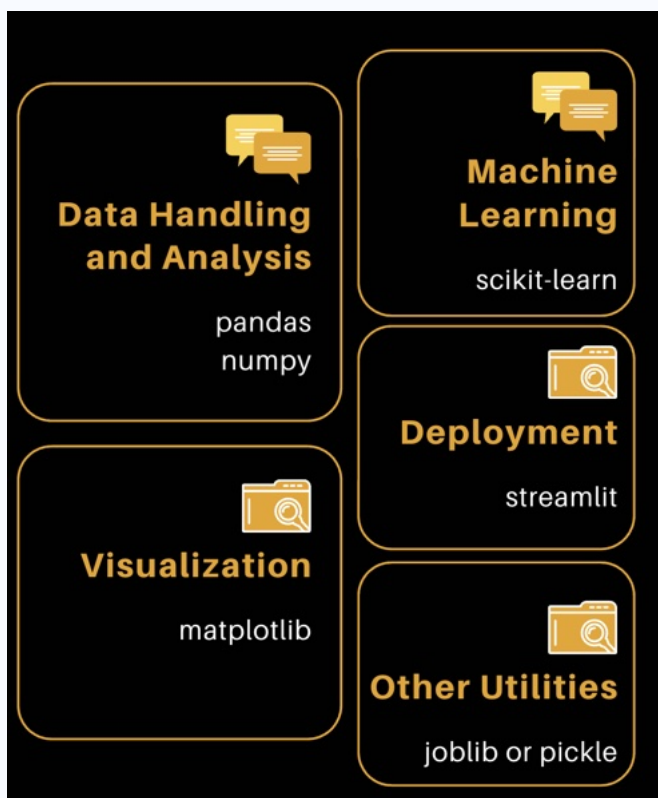 Data Handling
and Analysis
pandas
numpy
Visualization
matplotlib
Machine
Learning
scikit-learn
Deployment
streamlit
Other Utilities
joblib or pickle